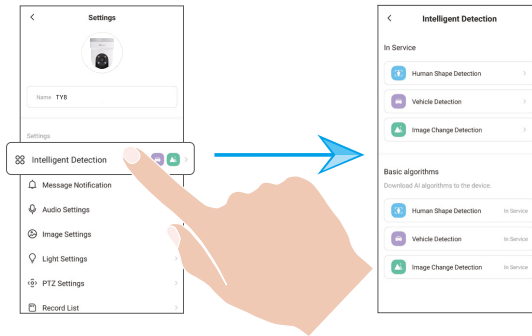 Settings
Name TY8
Settings
Intelligent Detection
Message Notification
Audio Settings
Image Settings
Light Settings
PTZ Settings
Record List
Intelligent Detection
In Service
Human Shape Detection
Vehicle Detection
Image Change Detection
Basic algorithms
Download AI algorithms to the device.
Human Shape Detection In Service
Vehicle Detection In Service
Image Change Detection In Service